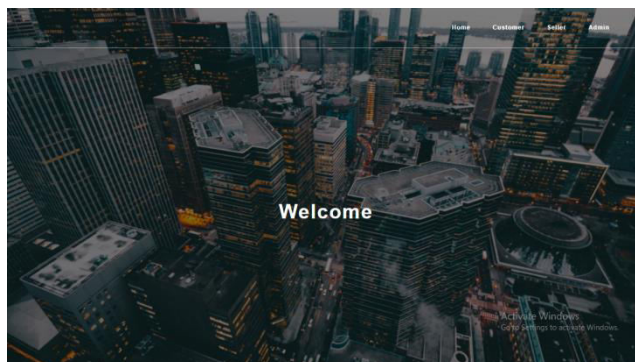 Home Customer Seller Admin
Welcome
Activate Windows
Go to Settings to activate Windows.